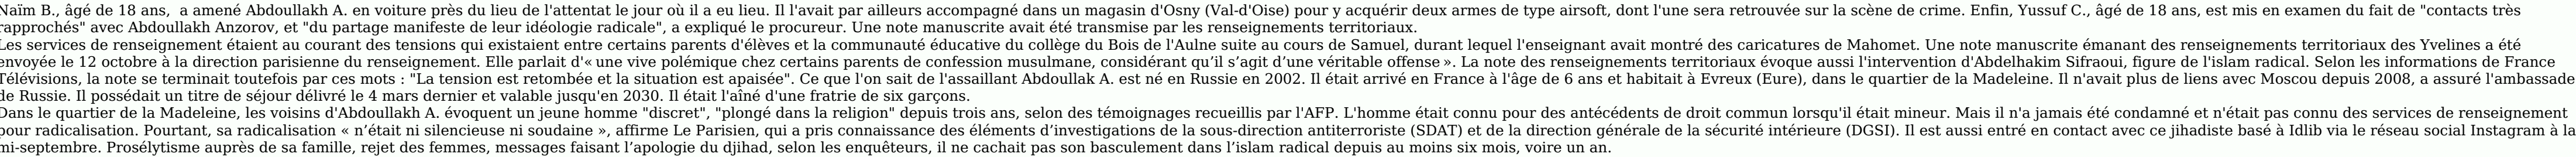 Naïm B., âgé de 18 ans,  a amené Abdoullakh A. en voiture près du lieu de l'attentat le jour où il a eu lieu. Il l'avait par ailleurs accompagné dans un magasin d'Osny (Val-d'Oise) pour y acquérir deux armes de type airsoft, dont l'une sera retrouvée sur la scène de crime. Enfin, Yussuf C., âgé de 18 ans, est mis en examen du fait de "contacts très
rapprochés" avec Abdoullakh Anzorov, et "du partage manifeste de leur idéologie radicale", a expliqué le procureur. Une note manuscrite avait été transmise par les renseignements territoriaux.
Les services de renseignement étaient au courant des tensions qui existaient entre certains parents d'élèves et la communauté éducative du collège du Bois de l'Aulne suite au cours de Samuel, durant lequel l'enseignant avait montré des caricatures de Mahomet. Une note manuscrite émanant des renseignements territoriaux des Yvelines a été
envoyée le 12 octobre à la direction parisienne du renseignement. Elle parlait d'« une vive polémique chez certains parents de confession musulmane, considérant qu’il s’agit d’une véritable offense ». La note des renseignements territoriaux évoque aussi l'intervention d'Abdelhakim Sifraoui, figure de l'islam radical. Selon les informations de France
Télévisions, la note se terminait toutefois par ces mots : "La tension est retombée et la situation est apaisée". Ce que l'on sait de l'assaillant Abdoullak A. est né en Russie en 2002. Il était arrivé en France à l'âge de 6 ans et habitait à Evreux (Eure), dans le quartier de la Madeleine. Il n'avait plus de liens avec Moscou depuis 2008, a assuré l'ambassade
de Russie. Il possédait un titre de séjour délivré le 4 mars dernier et valable jusqu'en 2030. Il était l'aîné d'une fratrie de six garçons.
Dans le quartier de la Madeleine, les voisins d'Abdoullakh A. évoquent un jeune homme "discret", "plongé dans la religion" depuis trois ans, selon des témoignages recueillis par l'AFP. L'homme était connu pour des antécédents de droit commun lorsqu'il était mineur. Mais il n'a jamais été condamné et n'était pas connu des services de renseignement
pour radicalisation. Pourtant, sa radicalisation « n’était ni silencieuse ni soudaine », affirme Le Parisien, qui a pris connaissance des éléments d’investigations de la sous-direction antiterroriste (SDAT) et de la direction générale de la sécurité intérieure (DGSI). Il est aussi entré en contact avec ce jihadiste basé à Idlib via le réseau social Instagram à la
mi-septembre. Prosélytisme auprès de sa famille, rejet des femmes, messages faisant l’apologie du djihad, selon les enquêteurs, il ne cachait pas son basculement dans l’islam radical depuis au moins six mois, voire un an.